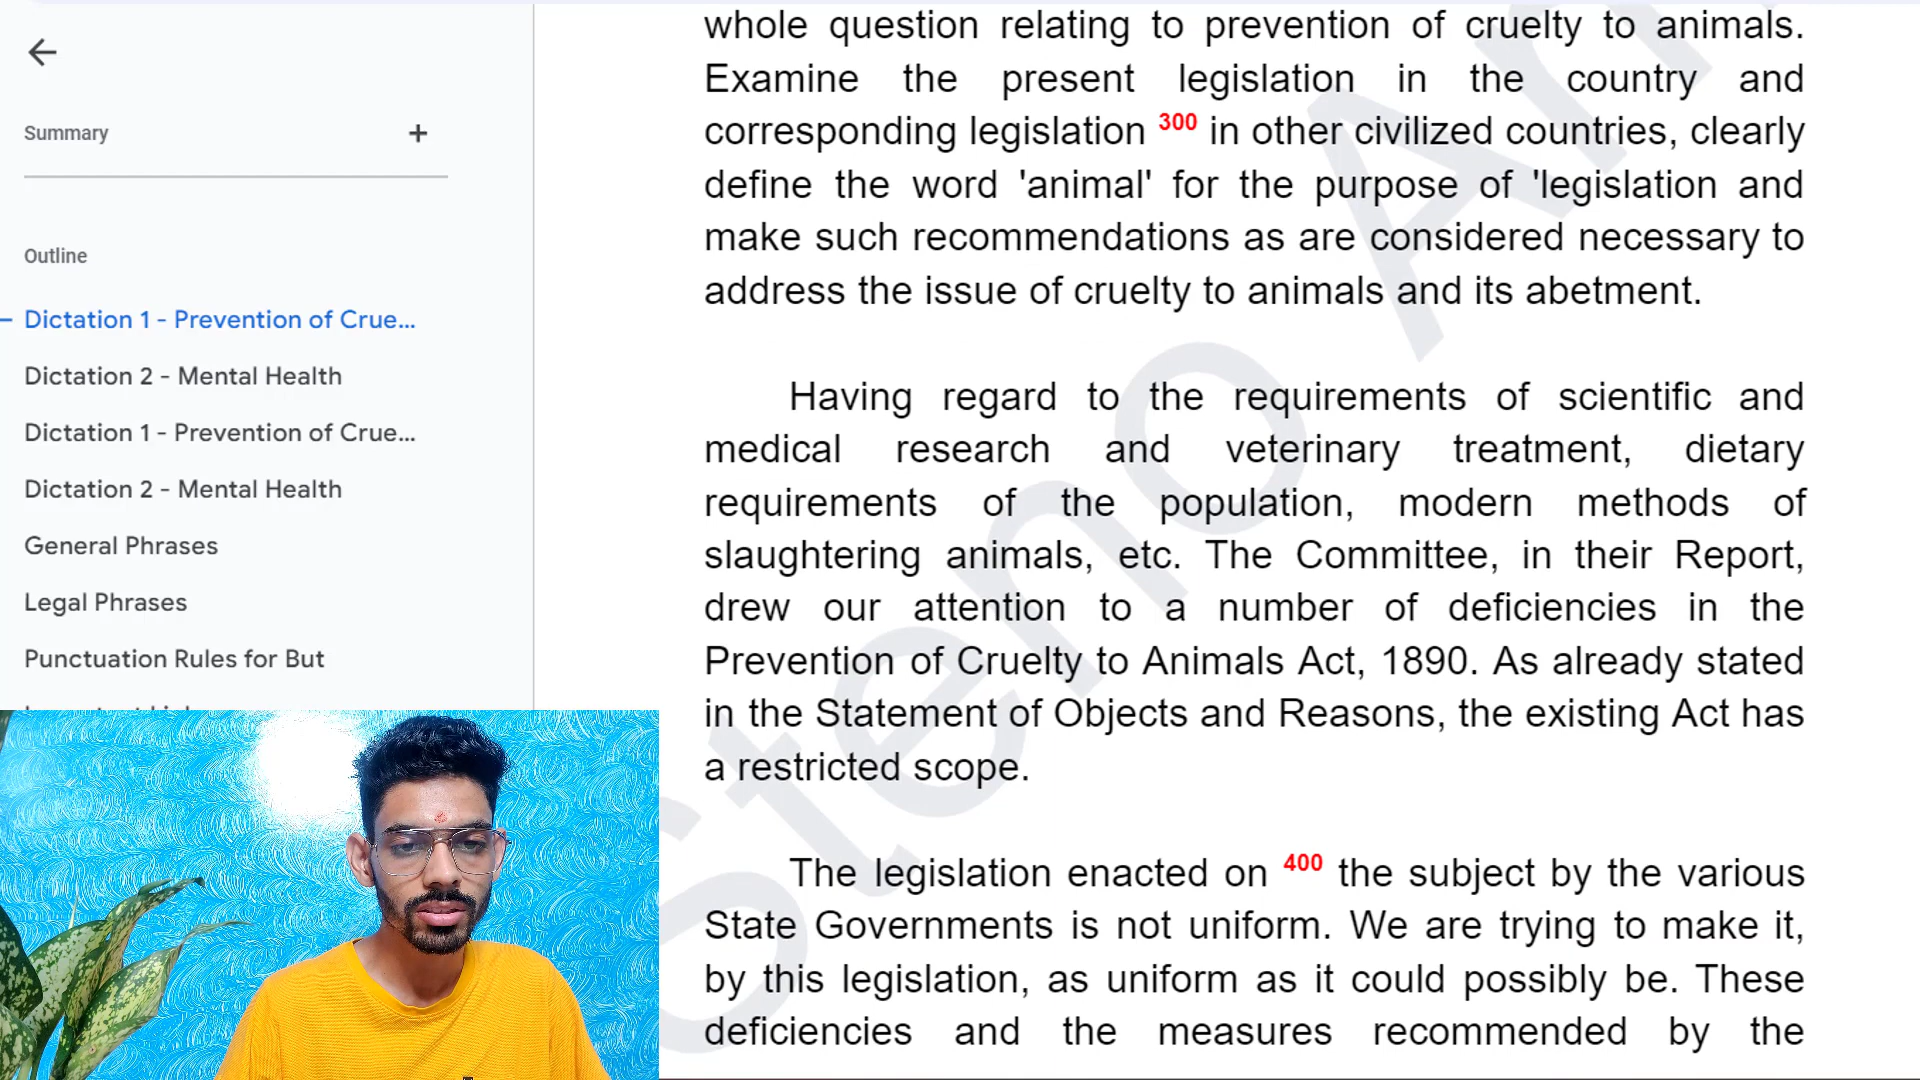 Summary
+
Outline
Dictation 1 - Prevention of Crue...
Dictation 2 - Mental Health
Dictation 1 - Prevention of Crue...
Dictation 2 - Mental Health
General Phrases
Legal Phrases
Punctuation Rules for But
whole question relating to prevention of cruelty to animals.
Examine the present legislation in the country and
corresponding legislation 300 in other civilized countries, clearly
define the word 'animal' for the purpose of 'legislation and
make such recommendations as are considered necessary to
address the issue of cruelty to animals and its abetment.
Having regard to the requirements of scientific and
medical research and veterinary treatment, dietary
requirements of the population, modern methods of
slaughtering animals, etc. The Committee, in their Report,
drew our attention to a number of deficiencies in the
Prevention of Cruelty to Animals Act, 1890. As already stated
in the Statement of Objects and Reasons, the existing Act has
a restricted scope.
The legislation enacted on 400 the subject by the various
State Governments is not uniform. We are trying to make it,
by this legislation, as uniform as it could possibly be. These
deficiencies and the measures recommended by the
Steno